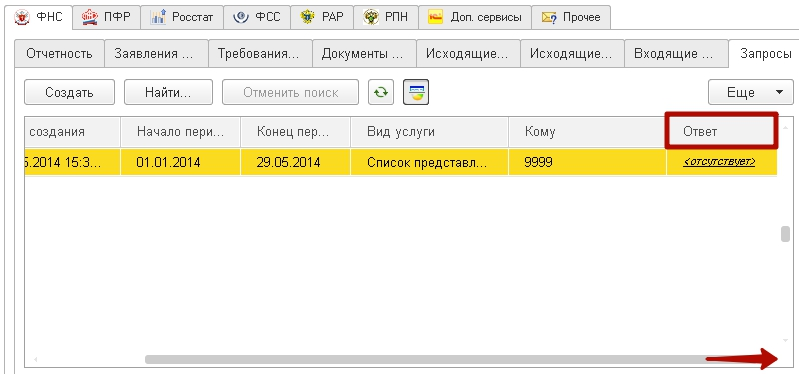 ФНС ПФР Росстат ФСС РАР РПН Доп. сервисы Прочее
Отчетность Заявления ... Требования... Документы ... Исходящие... Исходящие... Входящие ... Запросы
Создать Найти... Отменить поиск Еще
создания Начало пери... Конец пер... Вид услуги Кому Ответ
5.2014 15:3... 01.01.2014 29.05.2014 Список представл... 9999 <отсутствует>